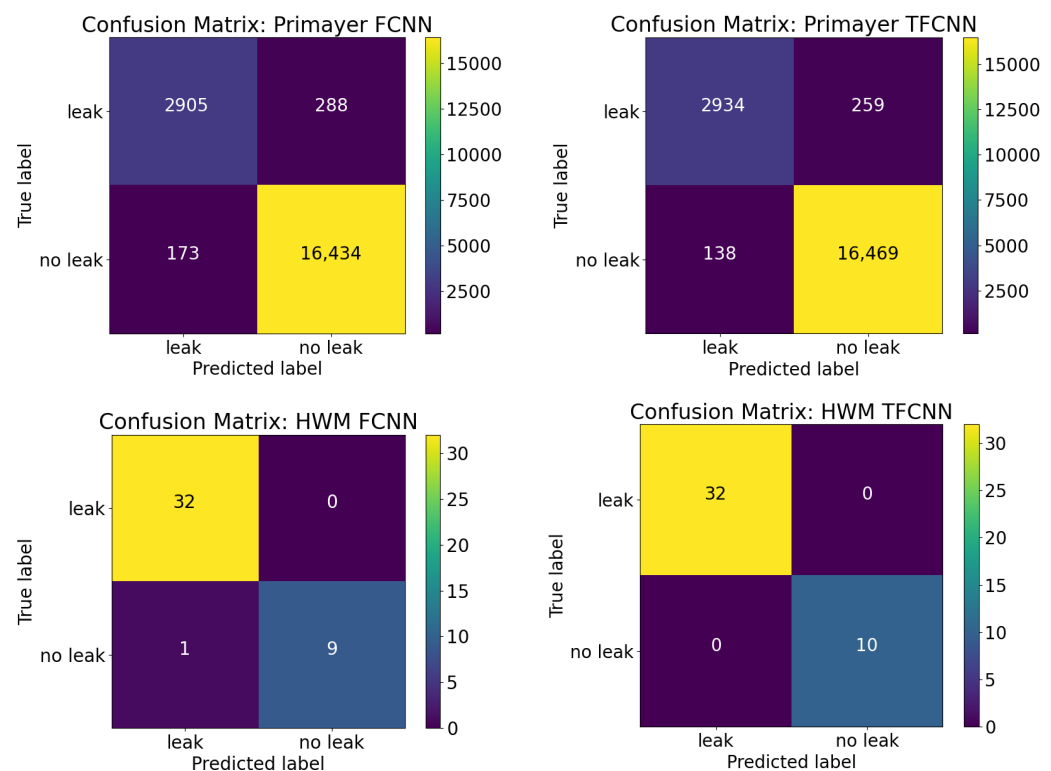 Confusion Matrix: Primayer FCNN
True label
leak
no leak
2905
288
173
16,434
leak
no leak
Predicted label
15000
12500
10000
7500
5000
2500
Confusion Matrix: Primayer TFCNN
True label
leak
no leak
2934
259
138
16,469
leak
no leak
Predicted label
15000
12500
10000
7500
5000
2500
Confusion Matrix: HWM FCNN
True label
leak
no leak
32
0
1
9
leak
no leak
Predicted label
30
25
20
15
10
5
0
Confusion Matrix: HWM TFCNN
True label
leak
no leak
32
0
0
10
leak
no leak
Predicted label
30
25
20
15
10
5
0